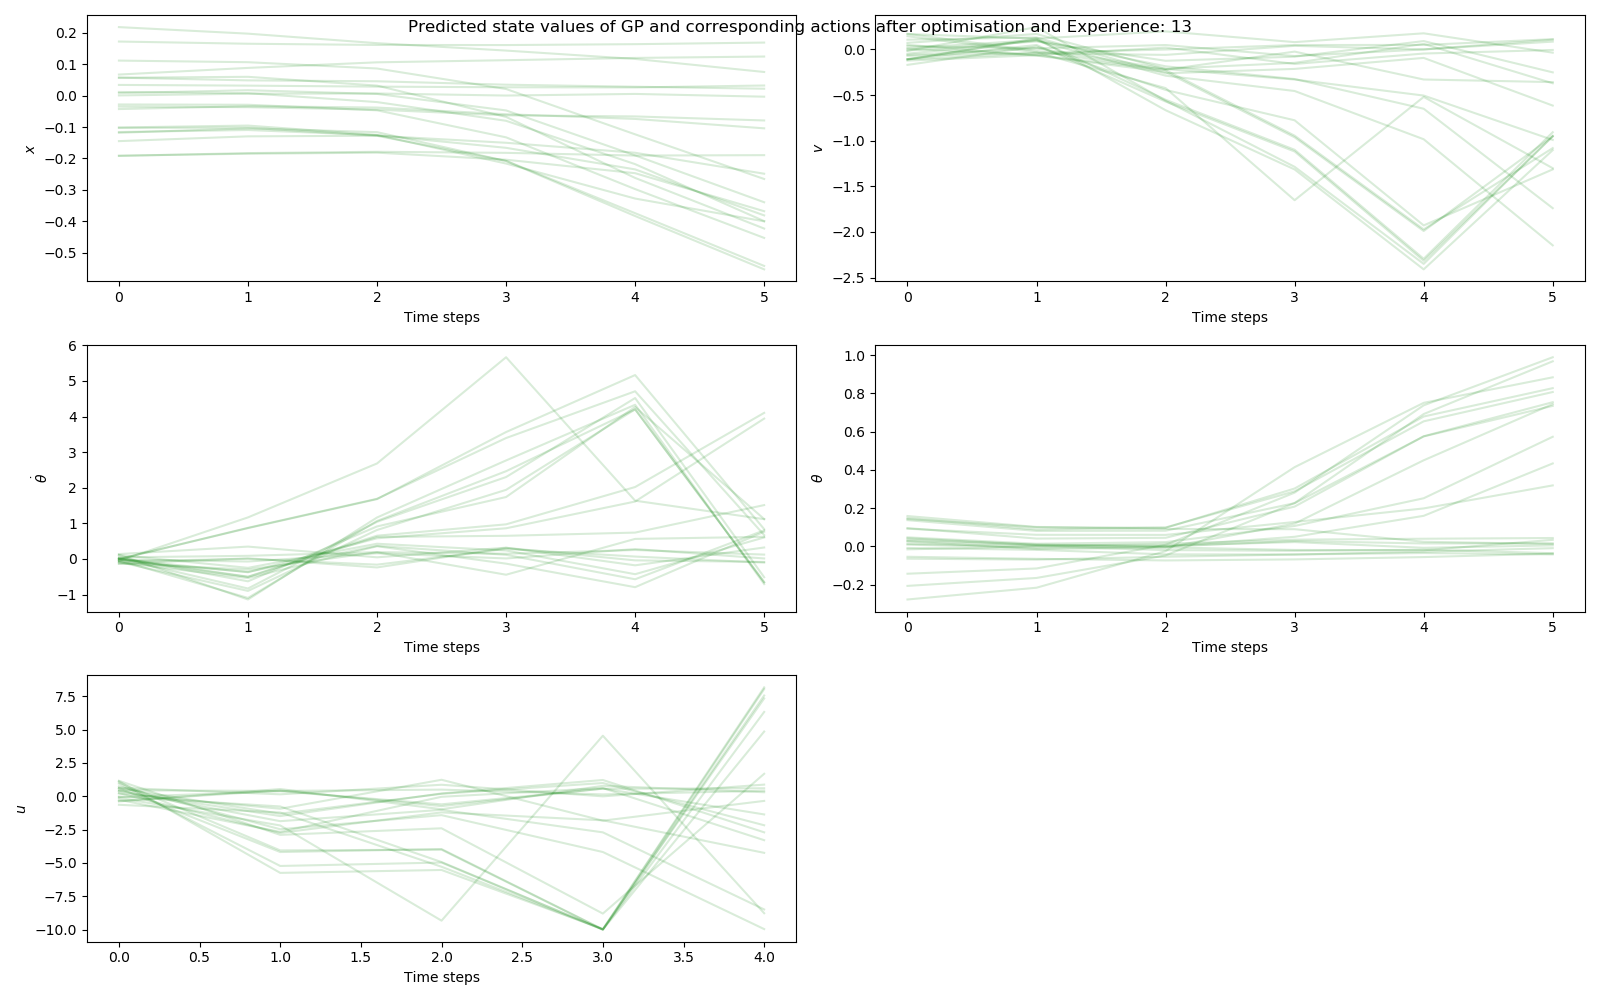 Predicted state values of GP and corresponding actions after optimisation and Experience: 13
0.2
0.1
0.0
−0.1
−0.2
−0.3
−0.4
−0.5
x
0 1 2 3 4 5
Time steps
0.0
−0.5
−1.0
−1.5
−2.0
−2.5
v
0 1 2 3 4 5
Time steps
6
5
4
3
2
1
0
−1
θ̇
0 1 2 3 4 5
Time steps
1.0
0.8
0.6
0.4
0.2
0.0
−0.2
θ
0 1 2 3 4 5
Time steps
7.5
5.0
2.5
0.0
−2.5
−5.0
−7.5
−10.0
u
0.0 0.5 1.0 1.5 2.0 2.5 3.0 3.5 4.0
Time steps